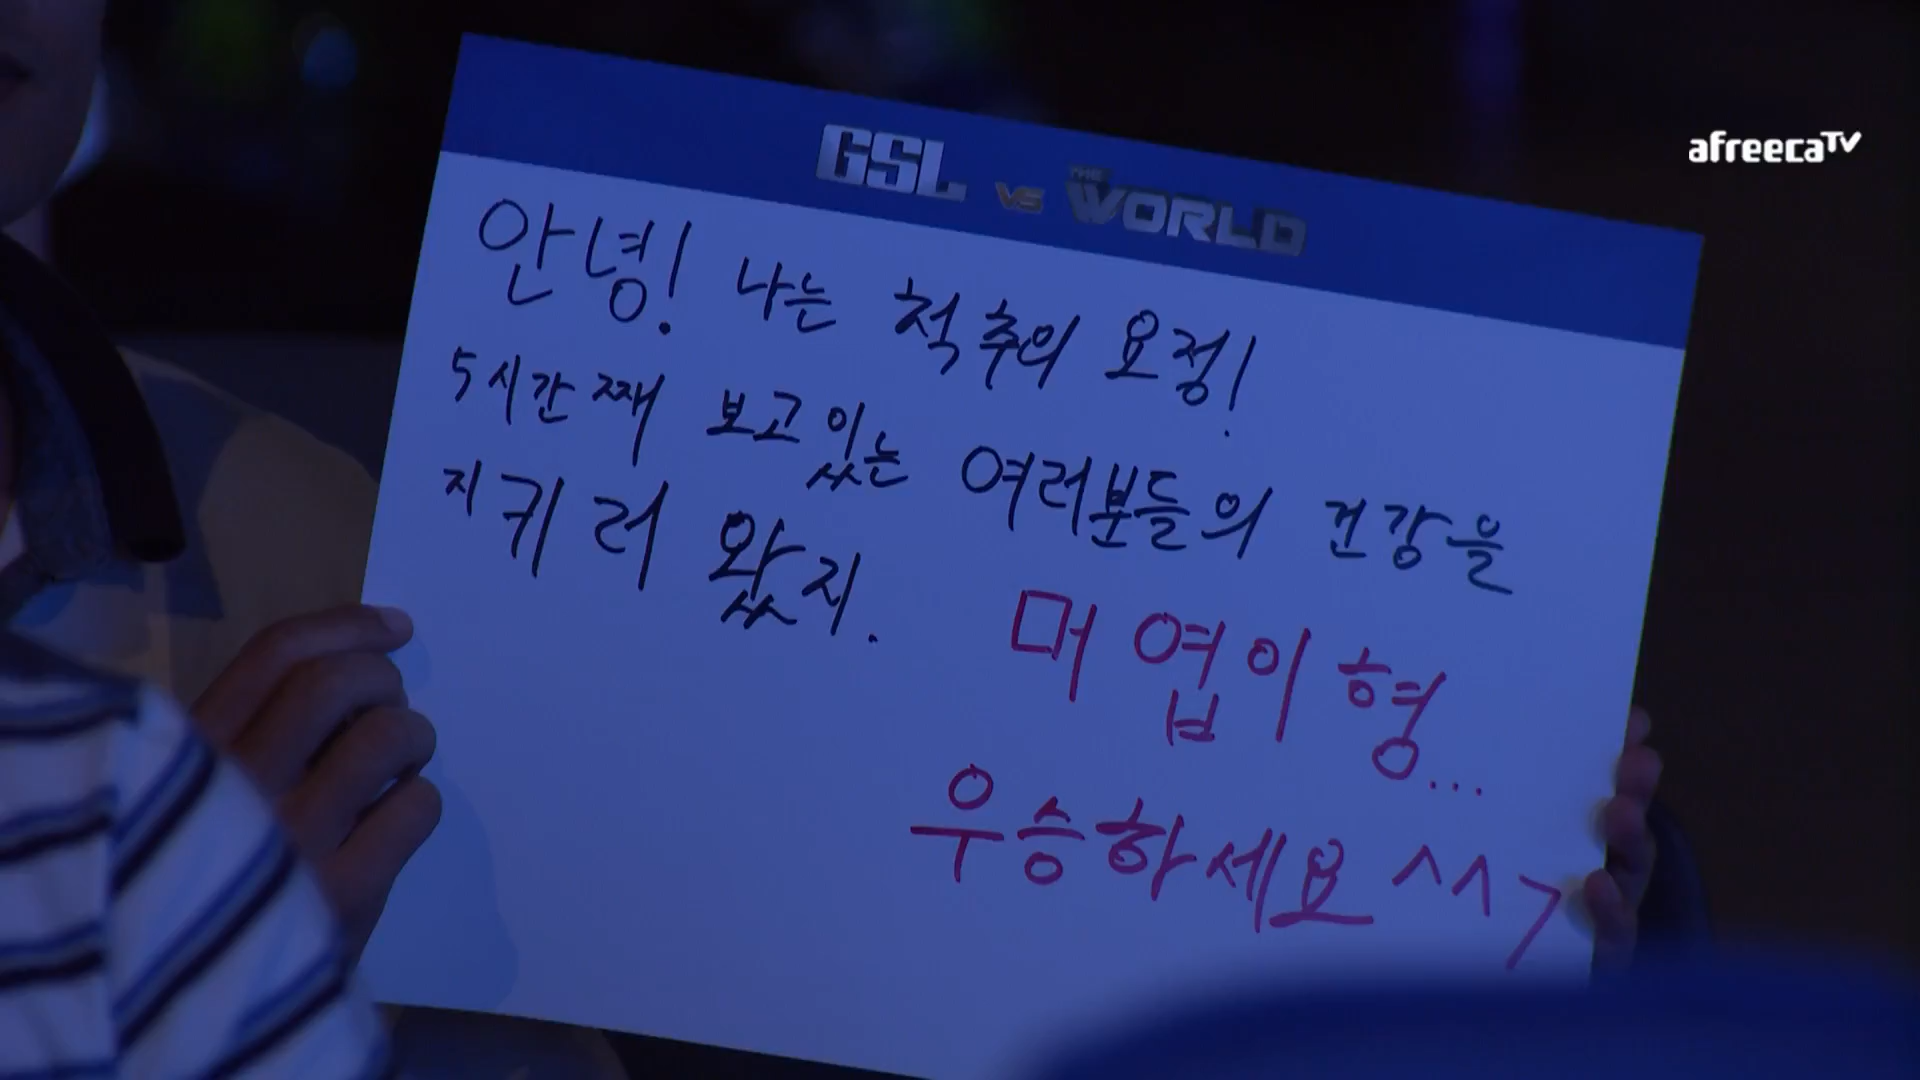 GSL vs THE WORLD
afreecaTV
안녕! 나는 척추의 요정!
5시간째 보고있는 여러분들의 건강을
지키러 왔지.
머엽이형...
우승하세요 ^^7